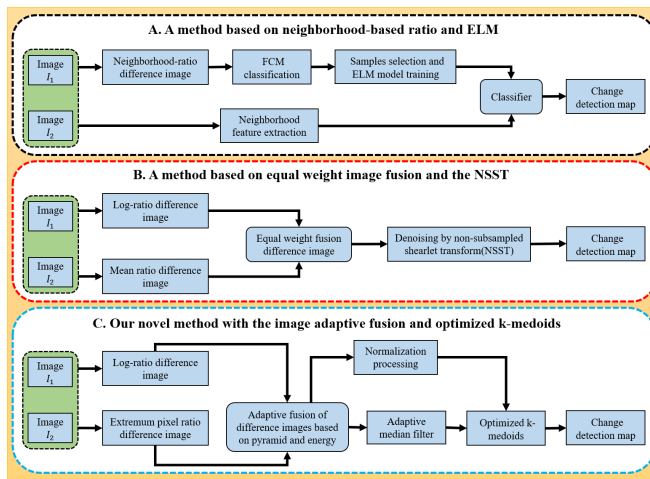 A. A method based on neighborhood-based ratio and ELM
Image
I₁
Neighborhood-ratio
difference image
FCM
classification
Samples selection and
ELM model training
Classifier
Change
detection map
Image
I₂
Neighborhood
feature extraction
B. A method based on equal weight image fusion and the NSST
Image
I₁
Log-ratio difference
image
Equal weight fusion
difference image
Denoising by non-subsampled
shearlet transform(NSST)
Change
detection map
Image
I₂
Mean ratio difference
image
C. Our novel method with the image adaptive fusion and optimized k-medoids
Image
I₁
Log-ratio difference
image
Normalization
processing
Image
I₂
Extremum pixel ratio
difference image
Adaptive fusion of
difference images based
on pyramid and energy
Adaptive
median filter
Optimized k-
medoids
Change
detection map